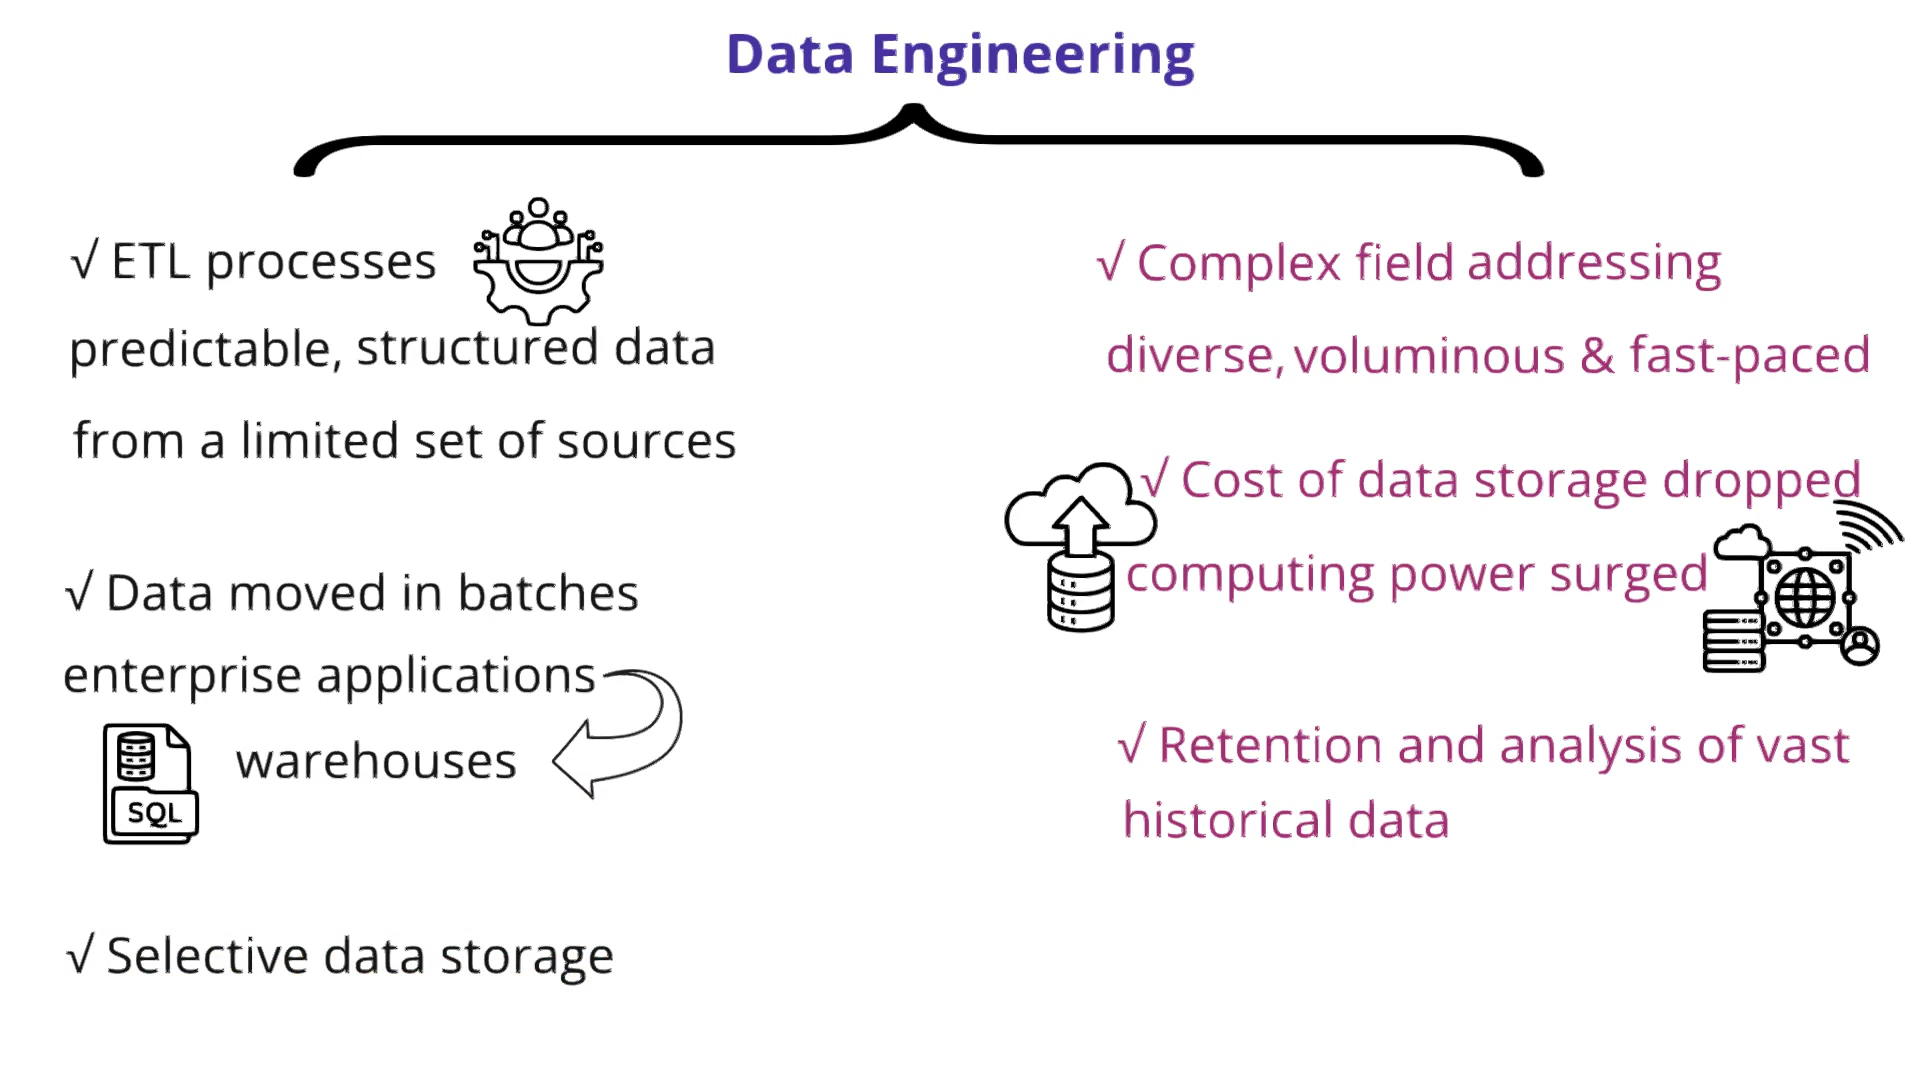 Data Engineering
√ ETL processes
predictable, structured data
from a limited set of sources
√ Data moved in batches
enterprise applications
warehouses
SQL
√ Selective data storage
√ Complex field addressing
diverse, voluminous & fast-paced
√ Cost of data storage dropped
computing power surged
√ Retention and analysis of vast
historical data